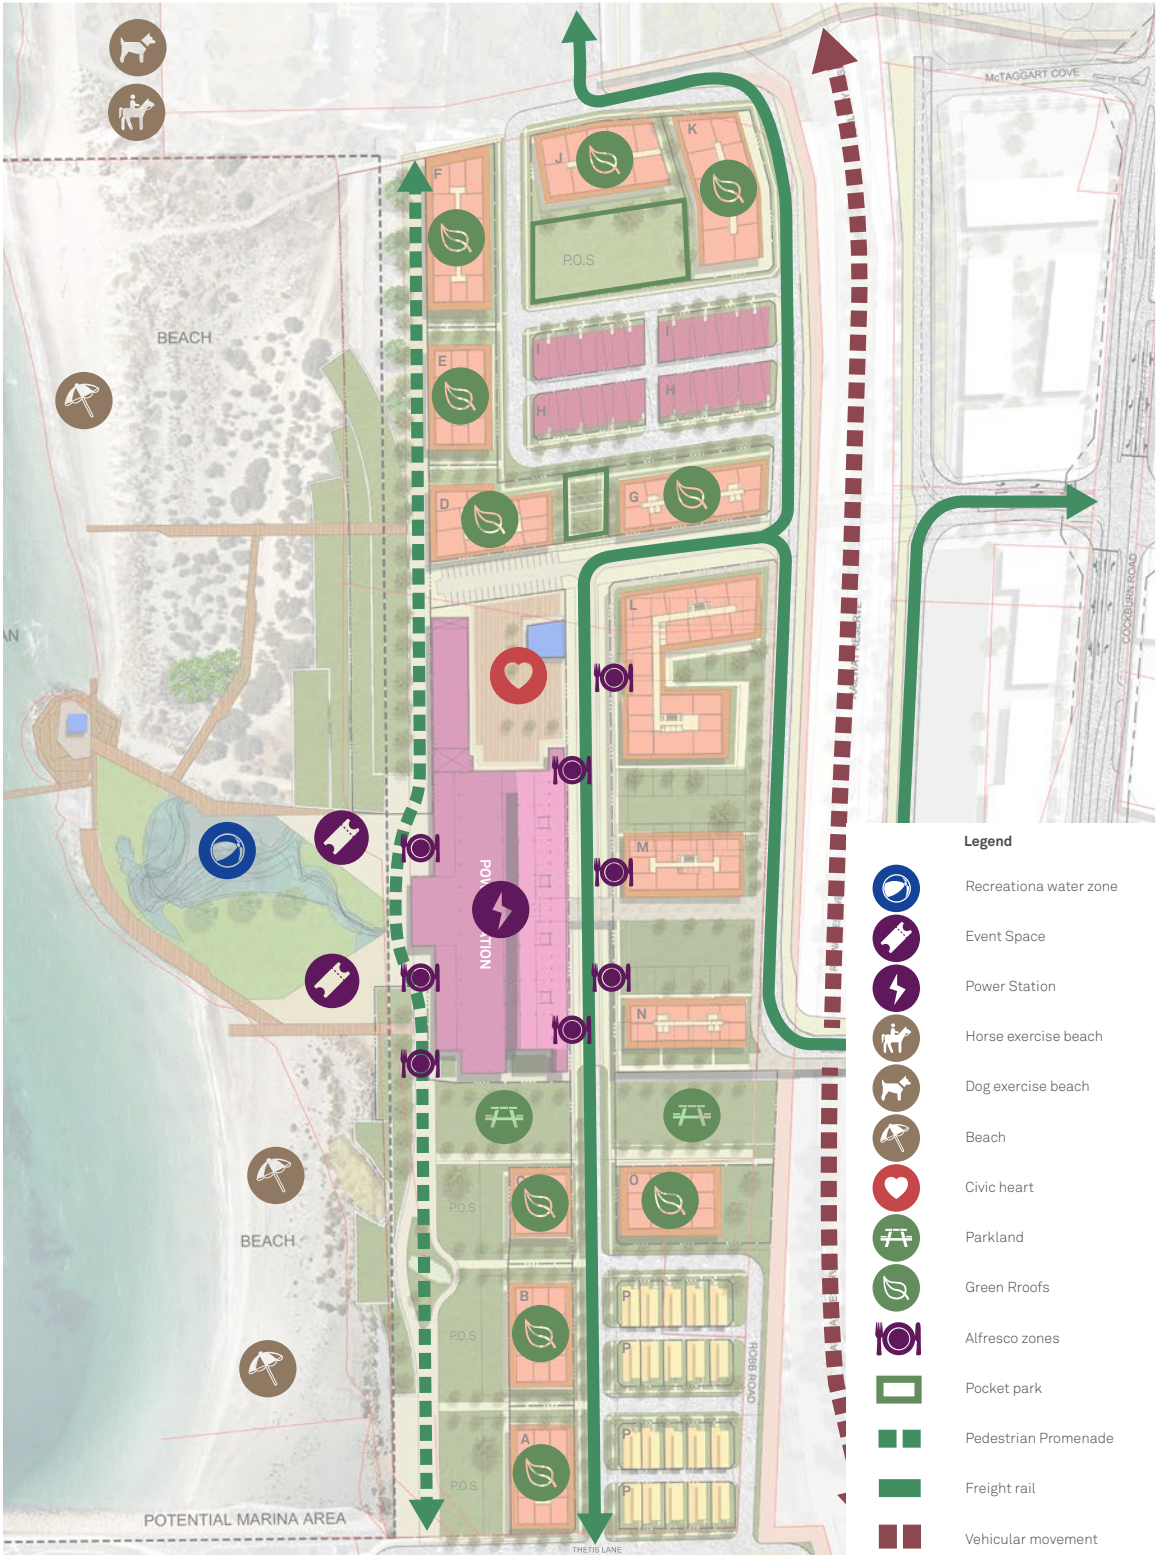 McTAGGART COVE
F
J
K
P.O.S
BEACH
E
I
I
H
H
D
G
COCKBURN ROAD
AN
L
RAILWAY RESERVE
M
N
O
P.O.S
BEACH
B
P
P.O.S
P
ROBB ROAD
A
P
P.O.S
P
POTENTIAL MARINA AREA
THETIS LANE
Legend
Recreationa water zone
Event Space
Power Station
Horse exercise beach
Dog exercise beach
Beach
Civic heart
Parkland
Green Rroofs
Alfresco zones
Pocket park
Pedestrian Promenade
Freight rail
Vehicular movement